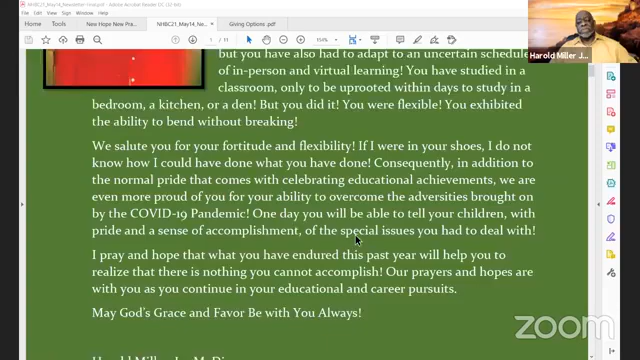 NHBC21_May14_Newsletter Final.pdf - Adobe Acrobat Reader DC (32-bit)
Home
Tools
New Hope New Pra...
NHBC21_May14_Ne...
Giving Options .pdf
1 / 11
150%
but you have also had to adapt to an uncertain schedule
of in-person and virtual learning! You have studied in a
classroom, only to be uprooted within days to study in a
bedroom, a kitchen, or a den! But you did it! You were flexible! You exhibited
the ability to bend without breaking!
We salute you for your fortitude and flexibility! If I were in your shoes, I do not
know how I could have done what you have done! Consequently, in addition to
the normal pride that comes with celebrating educational achievements, we are
even more proud of you for your ability to overcome the adversities brought on
by the COVID-19 Pandemic! One day you will be able to tell your children, with
pride and a sense of accomplishment, of the special issues you had to deal with!
I pray and hope that what you have endured this past year will help you to
realize that there is nothing you cannot accomplish! Our prayers and hopes are
with you as you continue in your educational and career pursuits.
May God's Grace and Favor Be with You Always!
Harold Miller, Jr., M.Div.
Harold Miller J...
zoom